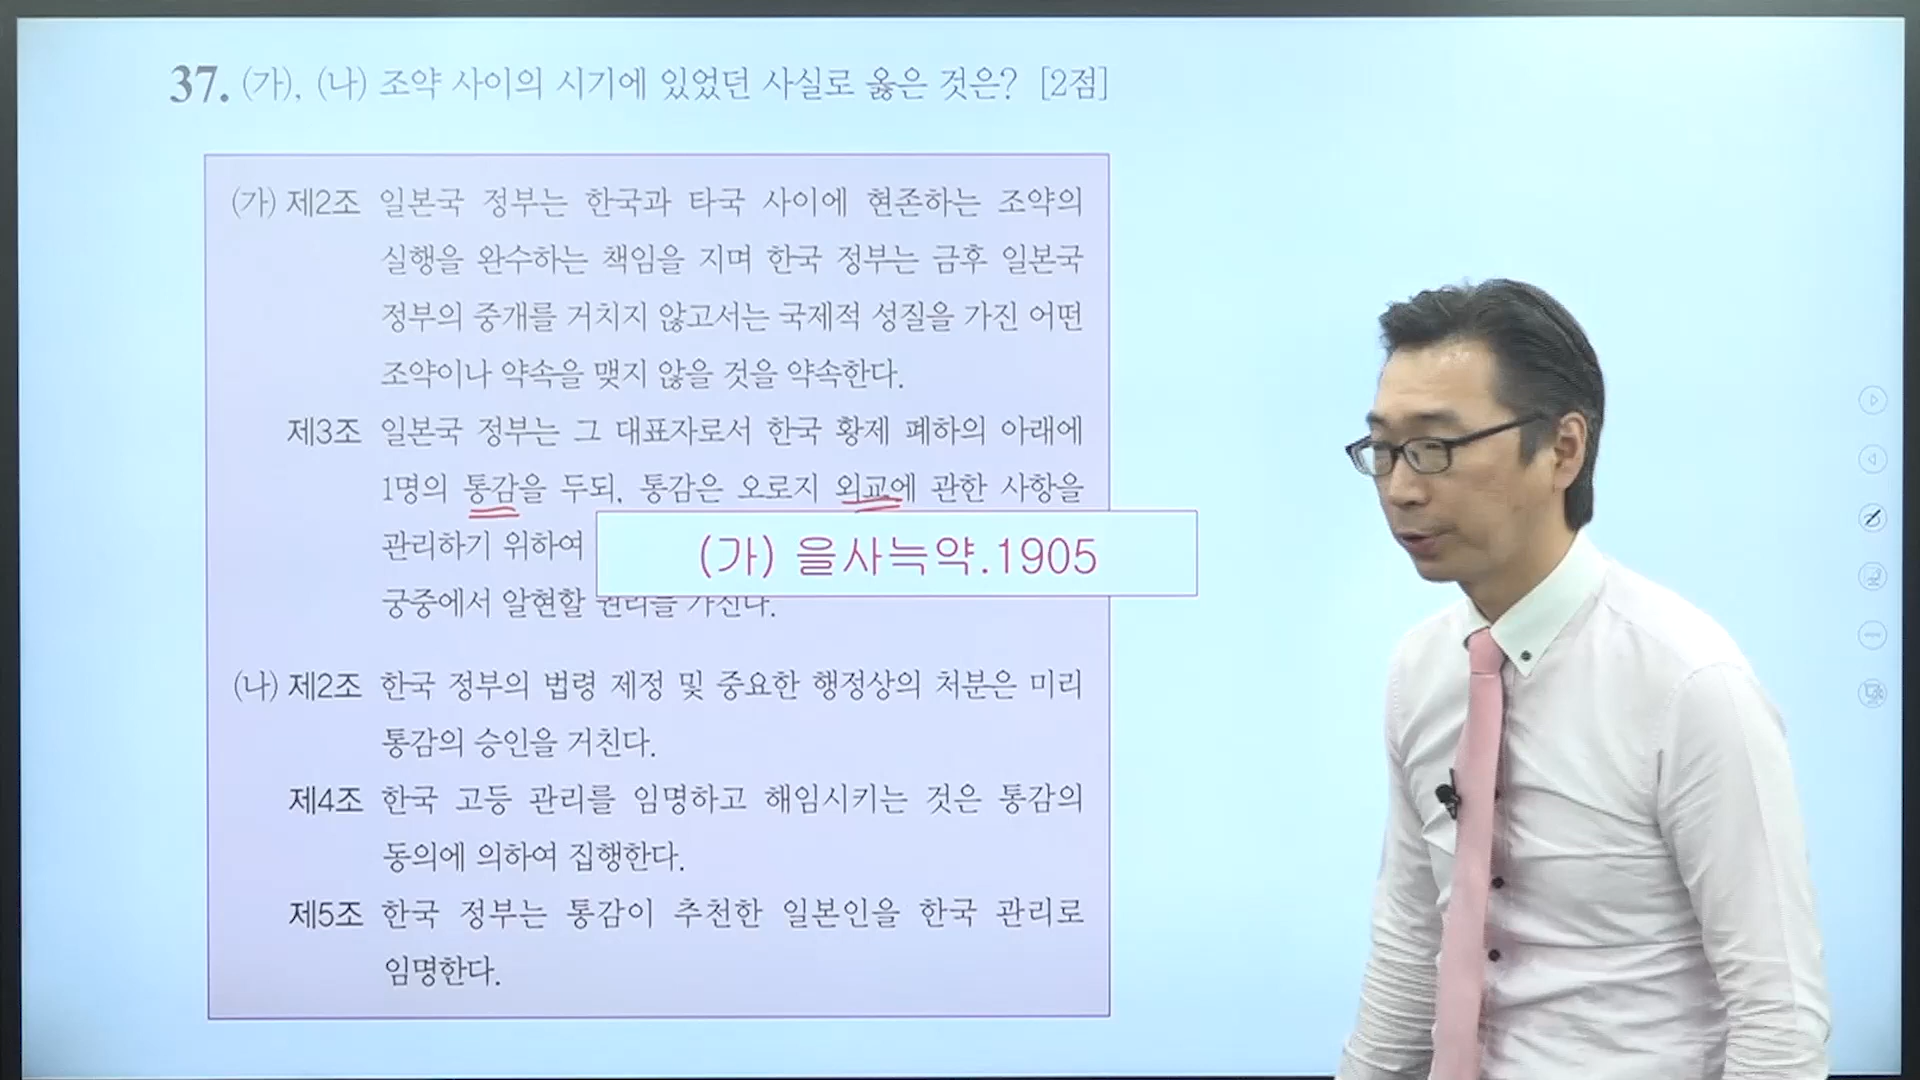 37. (가), (나) 조약 사이의 시기에 있었던 사실로 옳은 것은? [2점]
(가) 제2조 일본국 정부는 한국과 타국 사이에 현존하는 조약의
실행을 완수하는 책임을 지며 한국 정부는 금후 일본국
정부의 중개를 거치지 않고서는 국제적 성질을 가진 어떤
조약이나 약속을 맺지 않을 것을 약속한다.
제3조 일본국 정부는 그 대표자로서 한국 황제 폐하의 아래에
1명의 통감을 두되, 통감은 오로지 외교에 관한 사항을
관리하기 위하여
(가) 을사늑약.1905
궁중에서 알현할 권리를 가진다.
(나) 제2조 한국 정부의 법령 제정 및 중요한 행정상의 처분은 미리
통감의 승인을 거친다.
제4조 한국 고등 관리를 임명하고 해임시키는 것은 통감의
동의에 의하여 집행한다.
제5조 한국 정부는 통감이 추천한 일본인을 한국 관리로
임명한다.